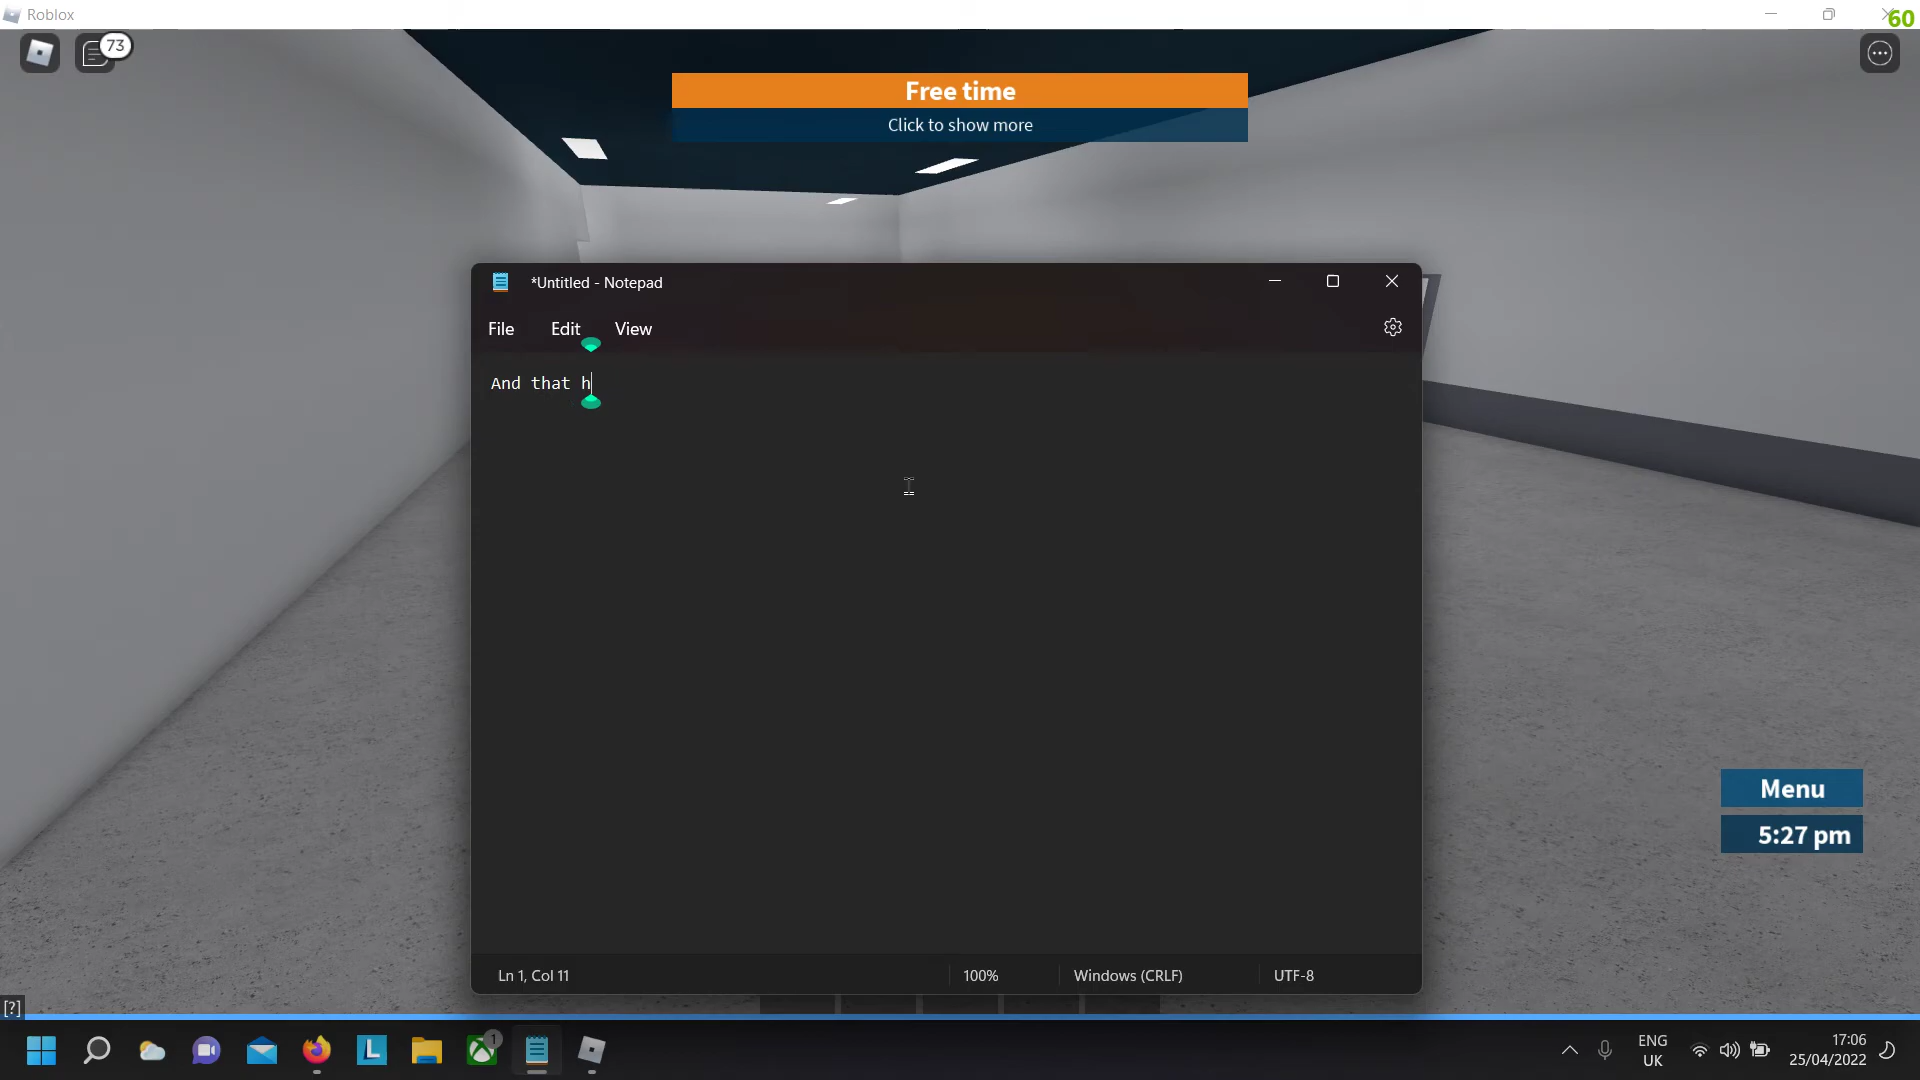 Roblox
60
73
Free time
Click to show more
*Untitled - Notepad
File Edit View
And that h
Menu
5:27 pm
Ln 1, Col 11 100% Windows (CRLF) UTF-8
[?]
L
1
ENG
UK
17:06
25/04/2022